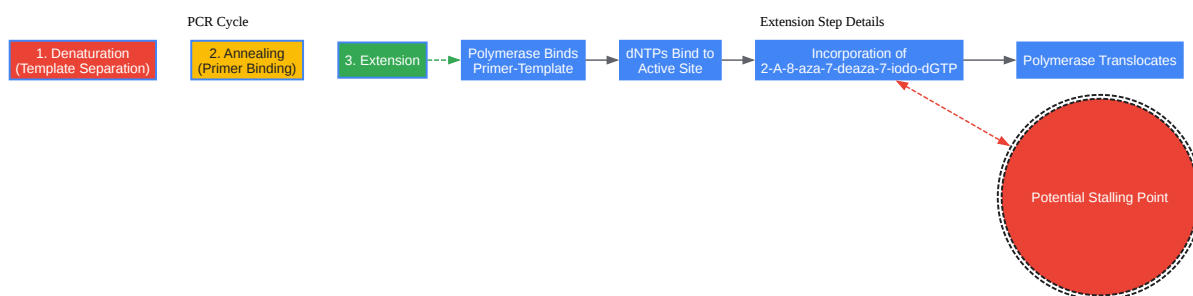 PCR Cycle
Extension Step Details
1. Denaturation
(Template Separation)
2. Annealing
(Primer Binding)
3. Extension
Polymerase Binds
Primer-Template
dNTPs Bind to
Active Site
Incorporation of
2-A-8-aza-7-deaza-7-iodo-dGTP
Polymerase Translocates
Potential Stalling Point